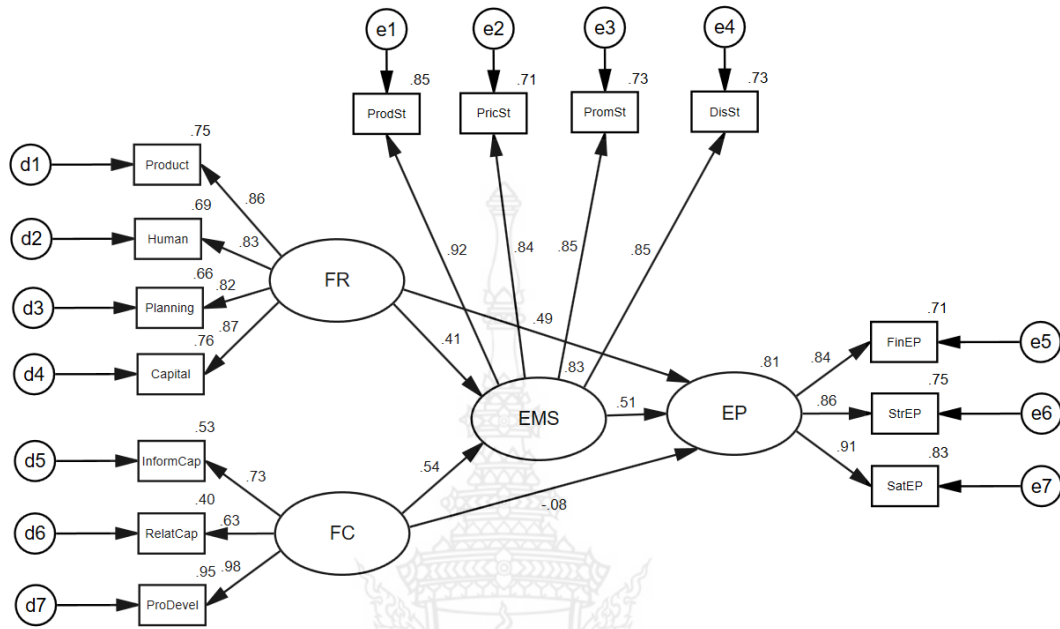 e1
e2
e3
e4
.85
.71
.73
.73
ProdSt
PricSt
PromSt
DisSt
.75
d1
Product
.86
.69
d2
Human
.83
.92
.84
.85
.85
.66
FR
d3
Planning
.82
.49
.87
.76
.41
d4
Capital
.71
FinEP
e5
.83
.81
.84
.75
EMS
.51
EP
.86
StrEP
e6
.53
d5
InformCap
.73
.54
.91
.83
SatEP
e7
.40
-.08
d6
RelatCap
.63
FC
.95
.98
d7
ProDevel